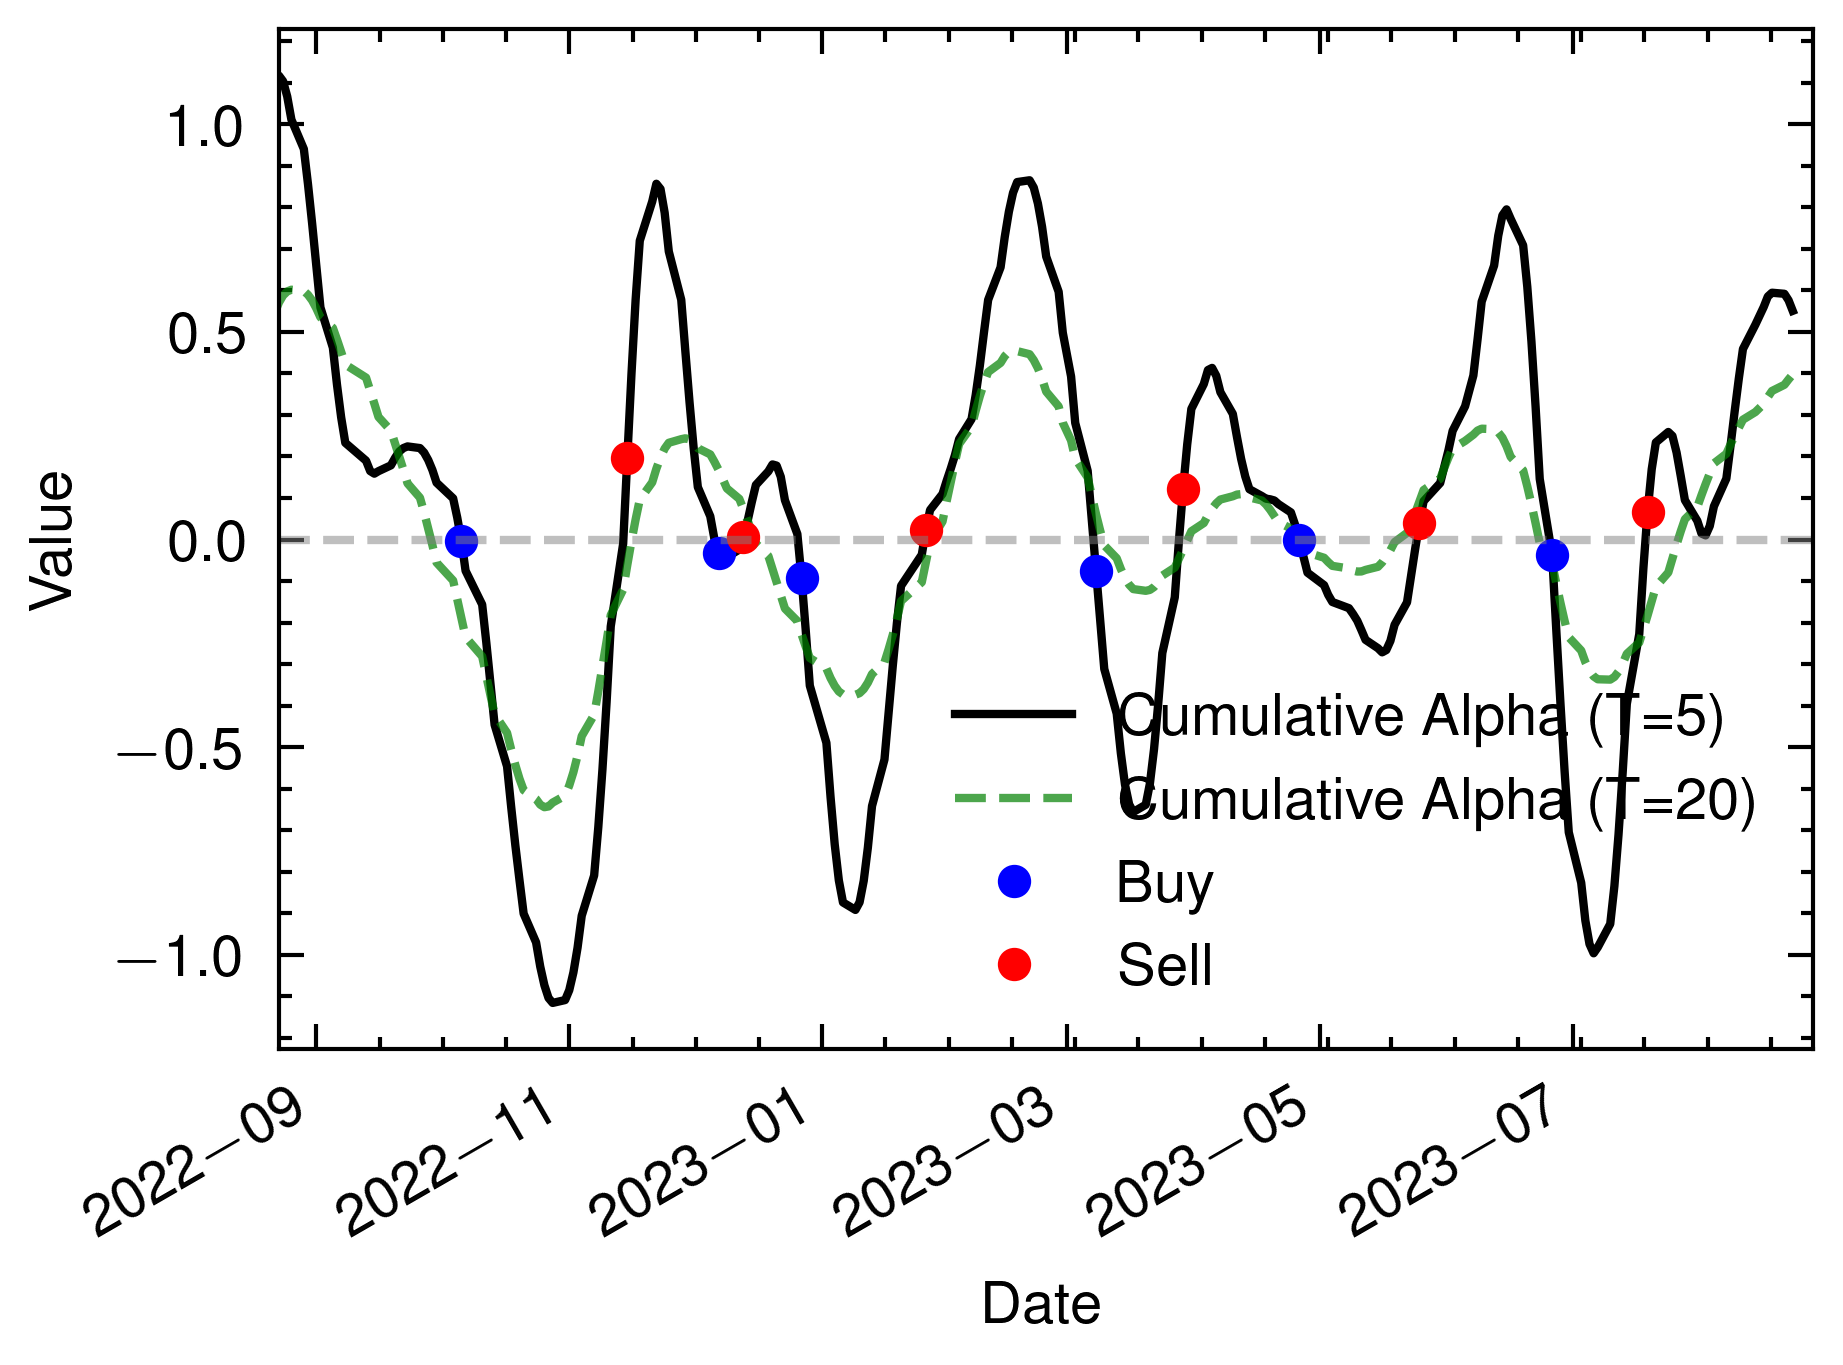 1.0
0.5
0.0
−0.5
−1.0
Value
Cumulative Alpha (T=5)
Cumulative Alpha (T=20)
Buy
Sell
2022−09
2022−11
2023−01
2023−03
2023−05
2023−07
Date